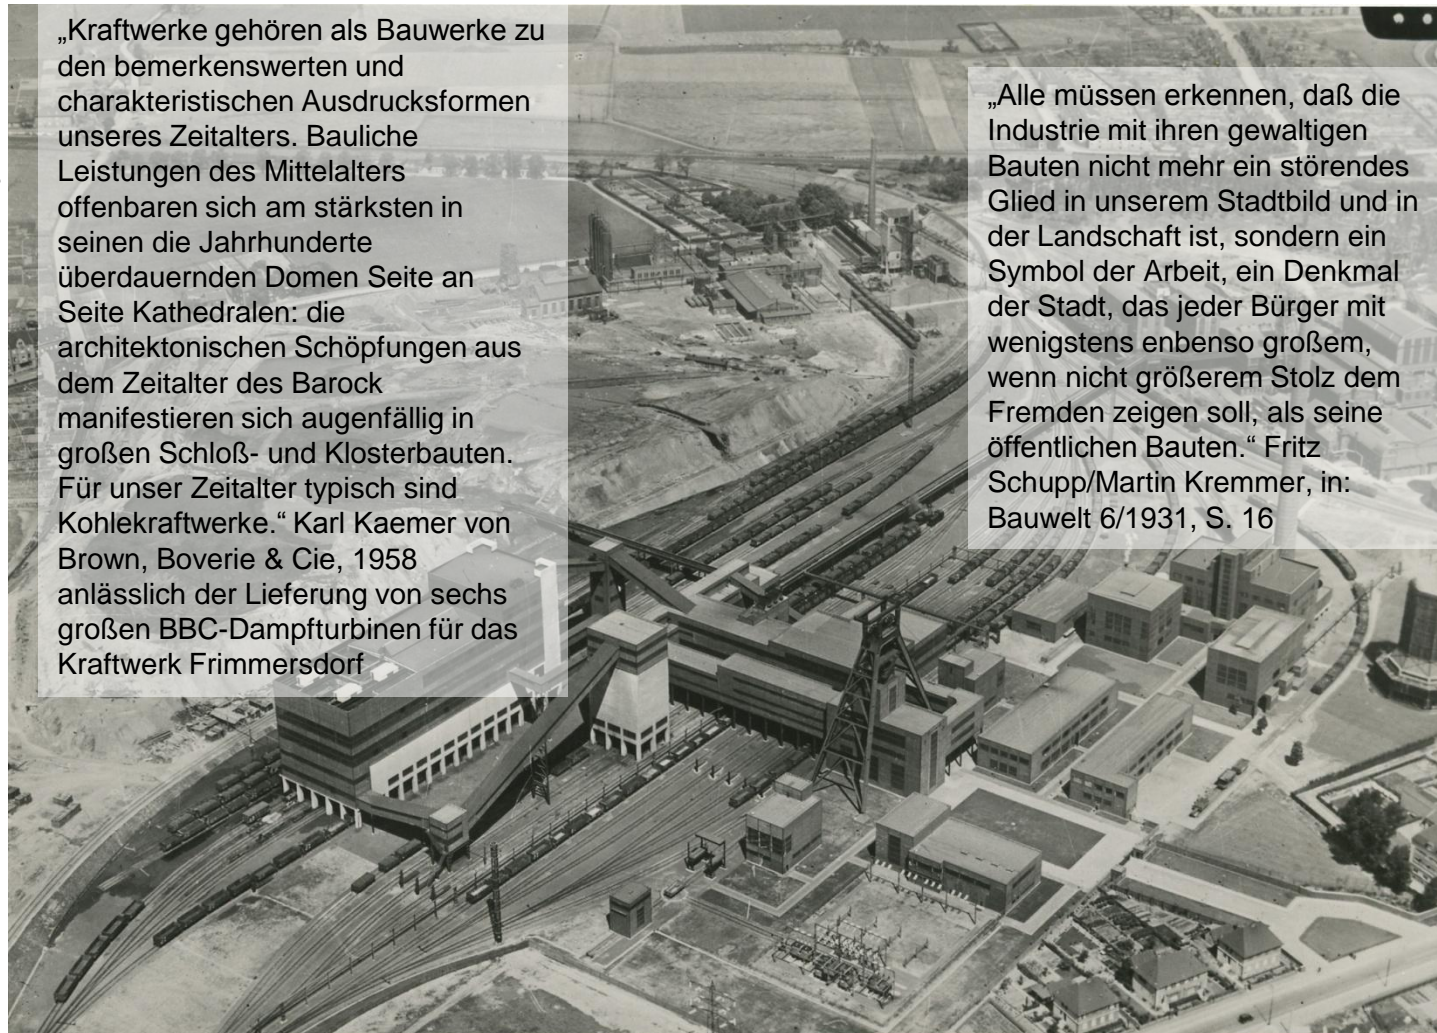 „Kraftwerke gehören als Bauwerke zu
den bemerkenswerten und
charakteristischen Ausdrucksformen
unseres Zeitalters. Bauliche
Leistungen des Mittelalters
offenbaren sich am stärksten in
seinen die Jahrhunderte
überdauernden Domen Seite an
Seite Kathedralen: die
architektonischen Schöpfungen aus
dem Zeitalter des Barock
manifestieren sich augenfällig in
großen Schloß- und Klosterbauten.
Für unser Zeitalter typisch sind
Kohlekraftwerke.“ Karl Kaemer von
Brown, Boverie & Cie, 1958
anlässlich der Lieferung von sechs
großen BBC-Dampfturbinen für das
Kraftwerk Frimmersdorf
„Alle müssen erkennen, daß die
Industrie mit ihren gewaltigen
Bauten nicht mehr ein störendes
Glied in unserem Stadtbild und in
der Landschaft ist, sondern ein
Symbol der Arbeit, ein Denkmal
der Stadt, das jeder Bürger mit
wenigstens enbenso großem,
wenn nicht größerem Stolz dem
Fremden zeigen soll, als seine
öffentlichen Bauten.“ Fritz
Schupp/Martin Kremmer, in:
Bauwelt 6/1931, S. 16